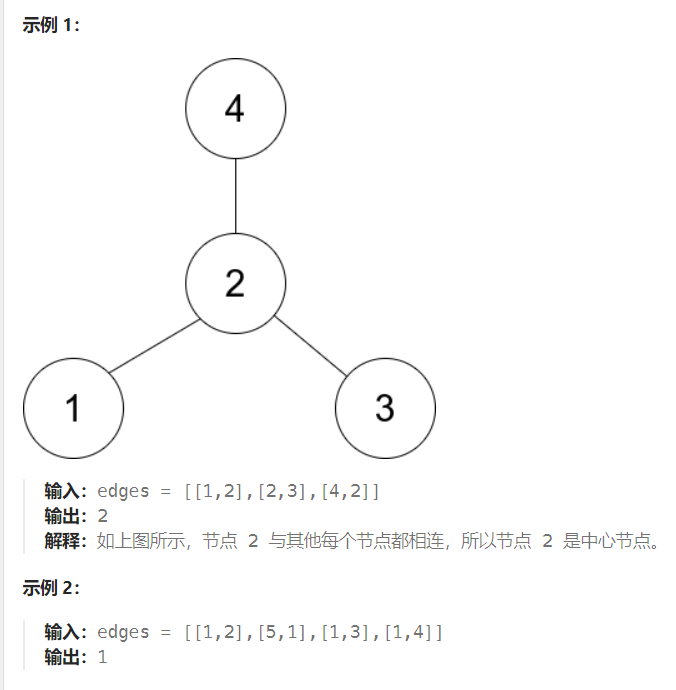 示例 1：
4
2
1
3
输入：edges = [[1,2],[2,3],[4,2]]
输出：2
解释：如上图所示，节点 2 与其他每个节点都相连，所以节点 2 是中心节点。
示例 2：
输入：edges = [[1,2],[5,1],[1,3],[1,4]]
输出：1